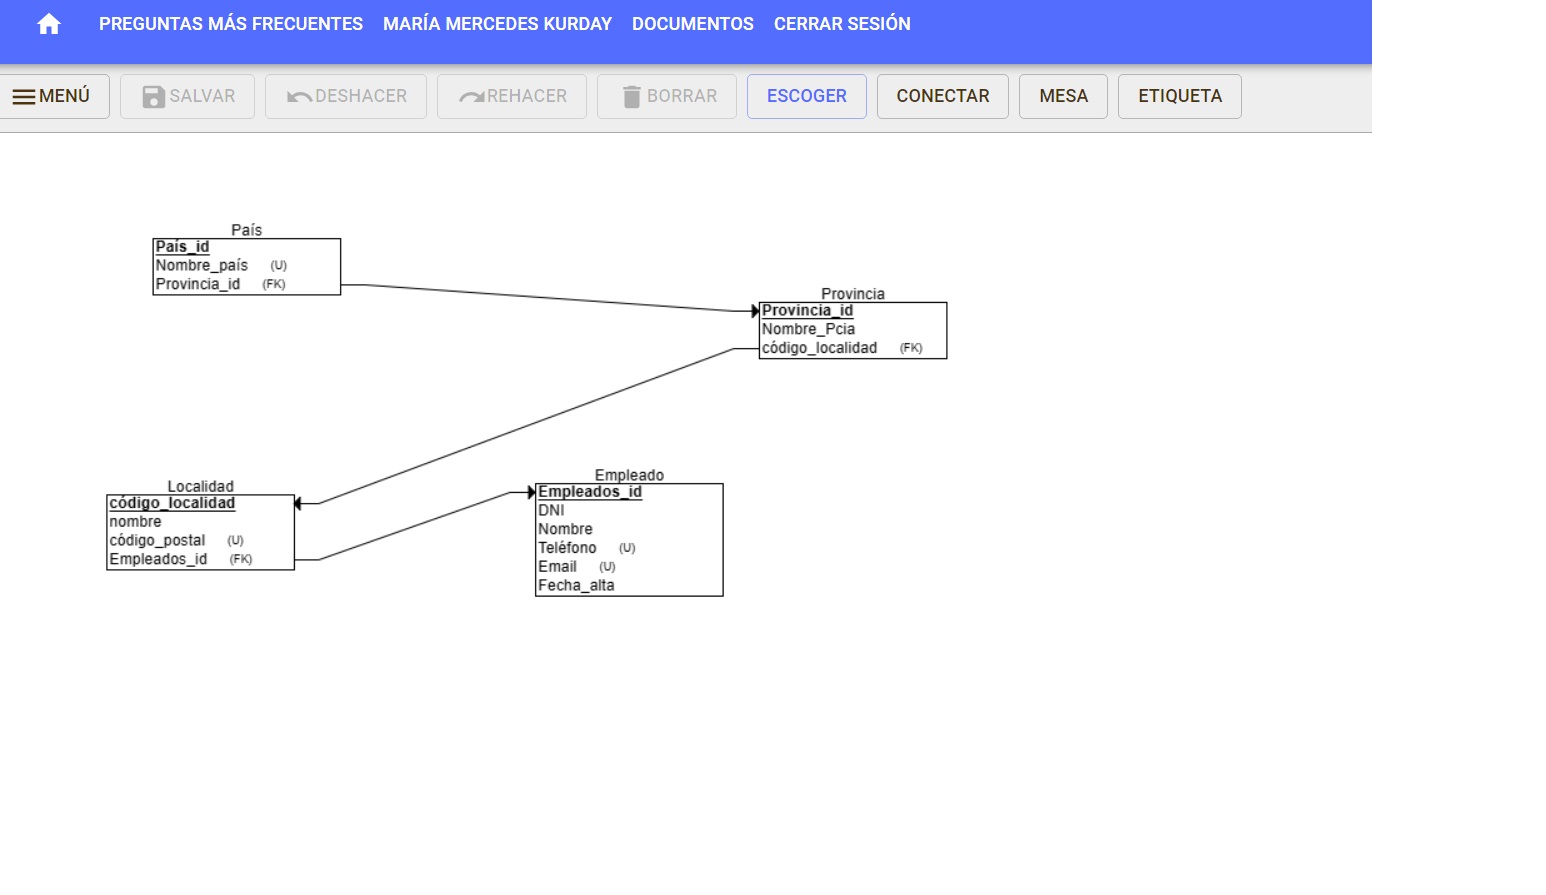 PREGUNTAS MÁS FRECUENTES MARÍA MERCEDES KURDAY DOCUMENTOS CERRAR SESIÓN
MENÚ SALVAR DESHACER REHACER BORRAR ESCOGER CONECTAR MESA ETIQUETA
País
País_id
Nombre_país (U)
Provincia_id (FK)
Provincia
Provincia_id
Nombre_Pcia
código_localidad (FK)
Localidad
código_localidad
nombre
código_postal (U)
Empleados_id (FK)
Empleado
Empleados_id
DNI
Nombre
Teléfono (U)
Email (U)
Fecha_alta